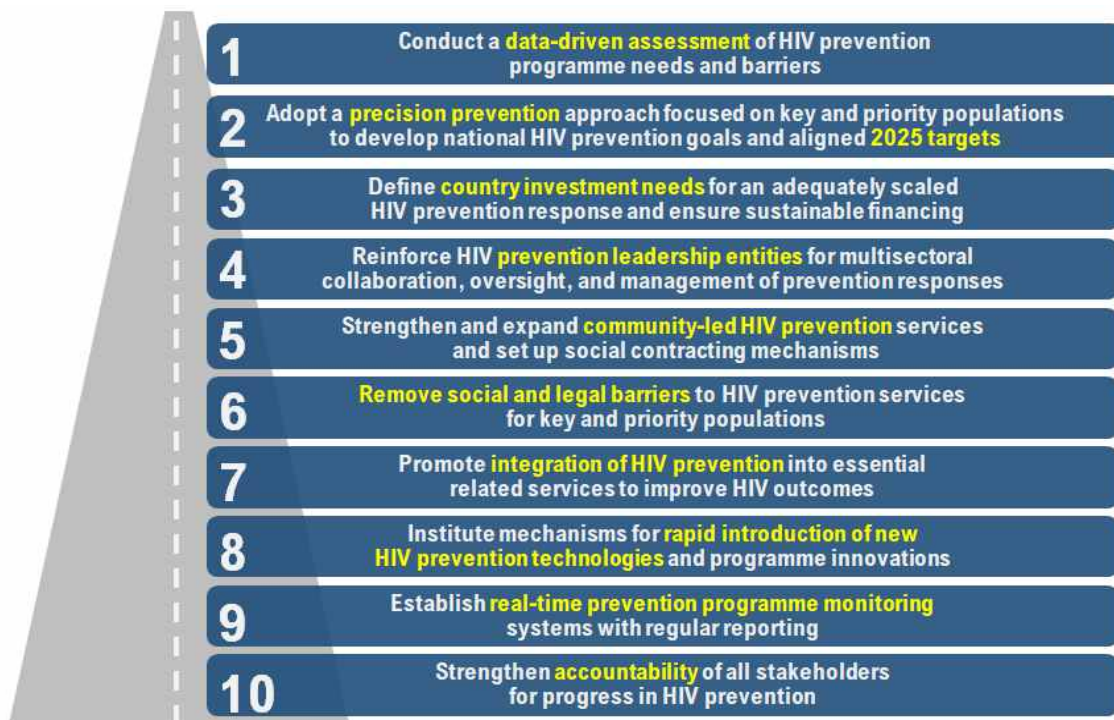 1
Conduct a data-driven assessment of HIV prevention
programme needs and barriers
2
Adopt a precision prevention approach focused on key and priority populations
to develop national HIV prevention goals and aligned 2025 targets
3
Define country investment needs for an adequately scaled
HIV prevention response and ensure sustainable financing
4
Reinforce HIV prevention leadership entities for multisectoral
collaboration, oversight, and management of prevention responses
5
Strengthen and expand community-led HIV prevention services
and set up social contracting mechanisms
6
Remove social and legal barriers to HIV prevention services
for key and priority populations
7
Promote integration of HIV prevention into essential
related services to improve HIV outcomes
8
Institute mechanisms for rapid introduction of new
HIV prevention technologies and programme innovations
9
Establish real-time prevention programme monitoring
systems with regular reporting
10
Strengthen accountability of all stakeholders
for progress in HIV prevention